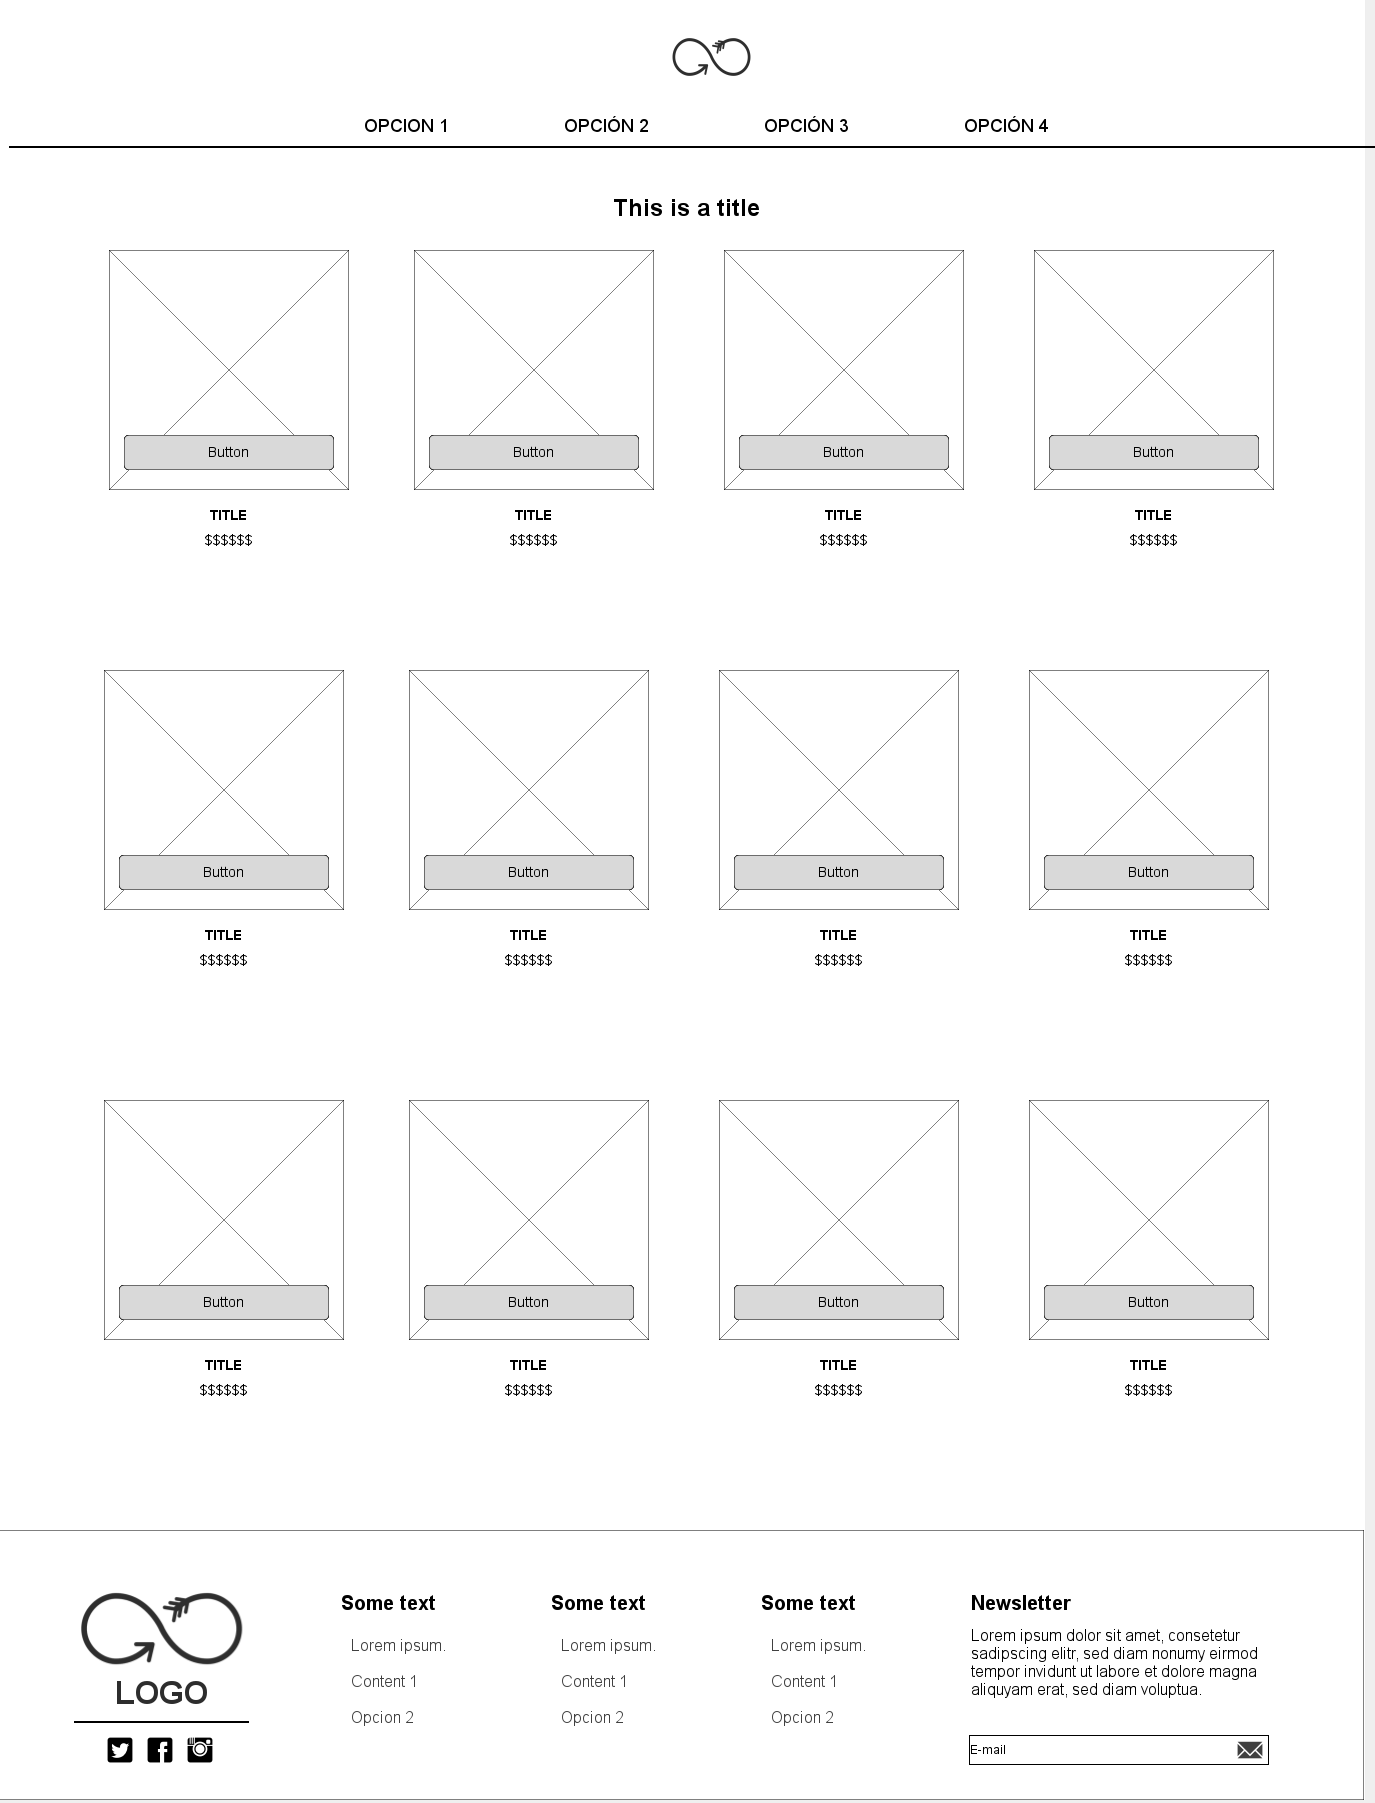 OPCION 1 OPCIÓN 2 OPCIÓN 3 OPCIÓN 4
This is a title
Button Button Button Button
TITLE TITLE TITLE TITLE
$$$$$$ $$$$$$ $$$$$$ $$$$$$
Button Button Button Button
TITLE TITLE TITLE TITLE
$$$$$$ $$$$$$ $$$$$$ $$$$$$
Button Button Button Button
TITLE TITLE TITLE TITLE
$$$$$$ $$$$$$ $$$$$$ $$$$$$
LOGO
Some text
Lorem ipsum.
Content 1
Opcion 2
Some text
Lorem ipsum.
Content 1
Opcion 2
Some text
Lorem ipsum.
Content 1
Opcion 2
Newsletter
Lorem ipsum dolor sit amet, consetetur
sadipscing elitr, sed diam nonumy eirmod
tempor invidunt ut labore et dolore magna
aliquyam erat, sed diam voluptua.
E-mail